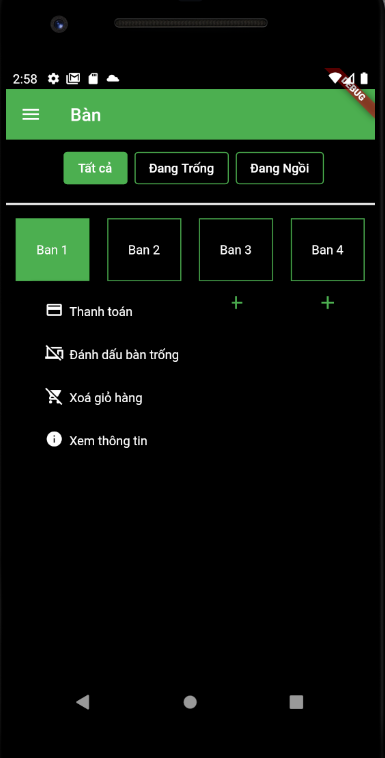 2:58
DEBUG
Bàn
Tất cả Đang Trống Đang Ngồi
Ban 1 Ban 2 Ban 3 Ban 4
+ +
Thanh toán
Đánh dấu bàn trống
Xoá giỏ hàng
Xem thông tin